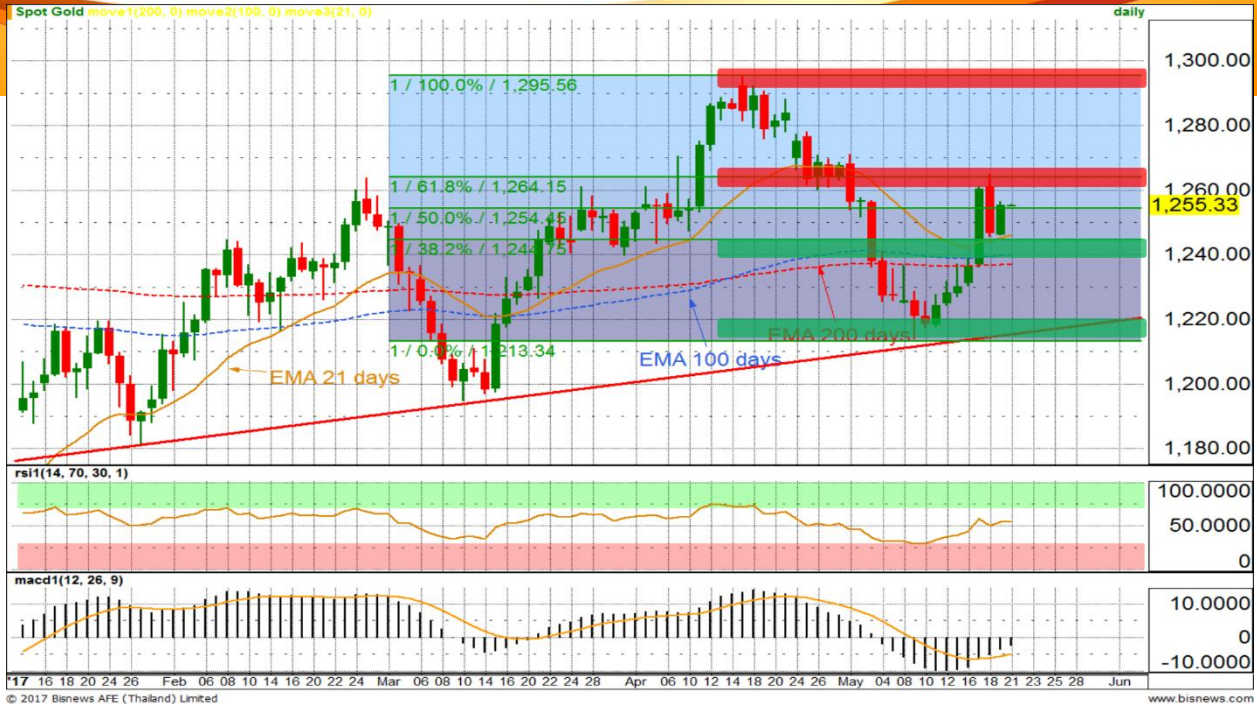 Spot Gold move1(200, 0) move2(100, 0) move3(21, 0)
daily
1,300.00
1 / 100.0% / 1,295.56
1,280.00
1 / 61.8% / 1,264.15
1,260.00
1,255.33
1 / 50.0% / 1,254.45
1 / 38.2% / 1,244.75
1,240.00
1,220.00
EMA 200 days
1 / 0.0% / 1,213.34
EMA 100 days
EMA 21 days
1,200.00
1,180.00
rsi1(14, 70, 30, 1)
100.0000
50.0000
0
macd1(12, 26, 9)
10.0000
0
-10.0000
'17 16 18 20 24 26 Feb 06 08 10 14 16 20 22 24 Mar 06 08 10 14 16 20 22 24 28 Apr 06 10 12 14 18 20 24 26 May 04 08 10 12 16 18 21 23 25 28 Jun
© 2017 Bisnews AFE (Thailand) Limited
www.bisnews.com